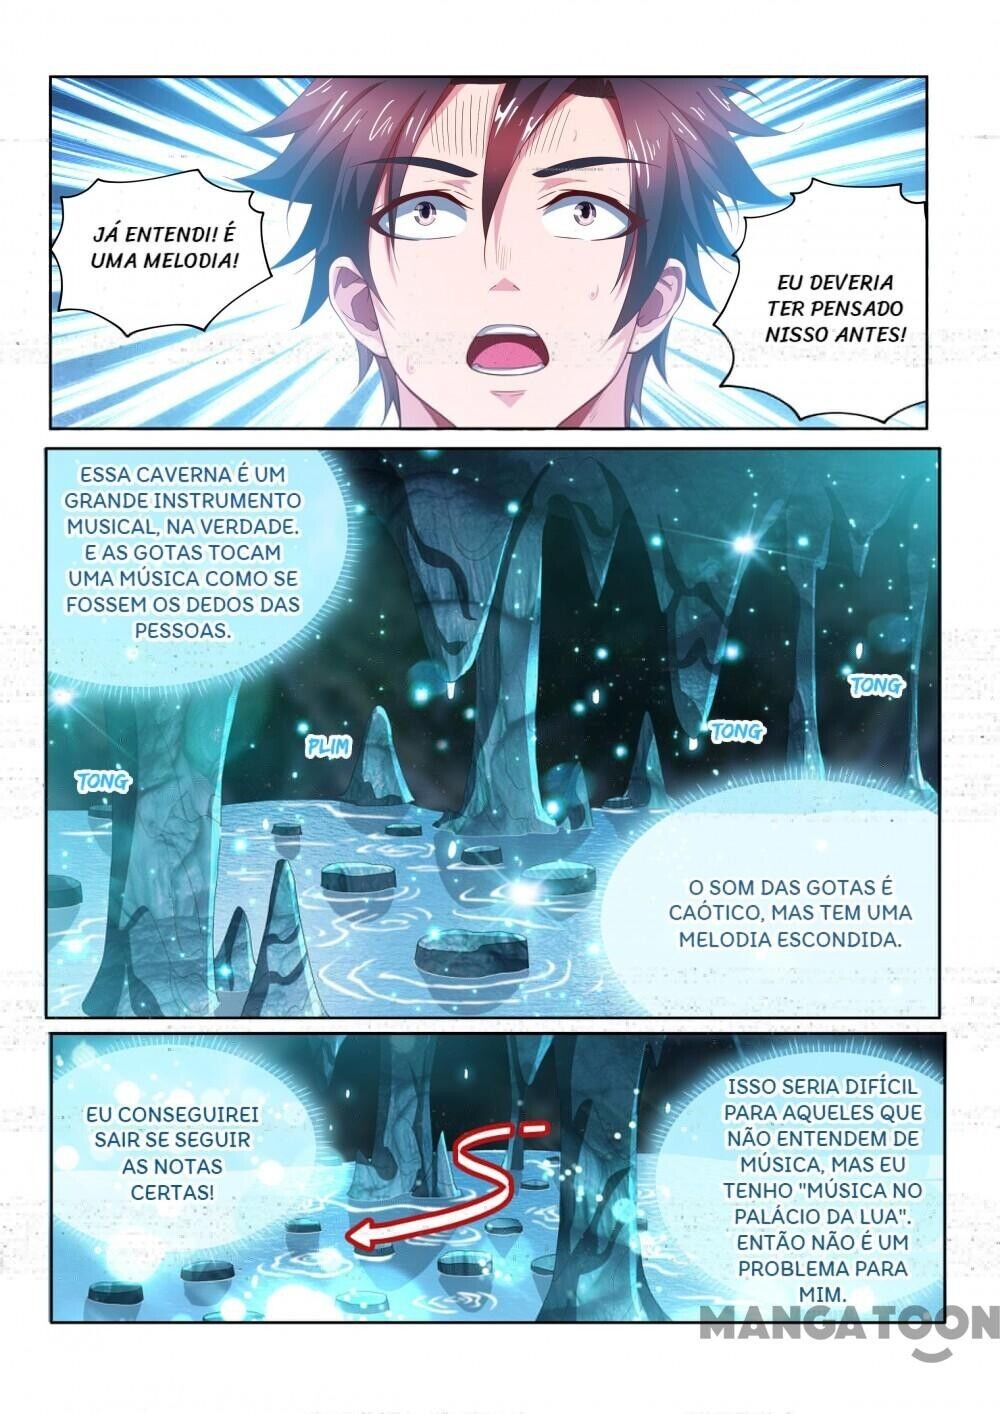 JÁ ENTENDI! É
UMA MELODIA!
EU DEVERIA
TER PENSADO
NISSO ANTES!
ESSA CAVERNA É UM
GRANDE INSTRUMENTO
MUSICAL, NA VERDADE.
E AS GOTAS TOCAM
UMA MÚSICA COMO SE
FOSSEM OS DEDOS DAS
PESSOAS.
TONG
PLIM
TONG
TONG
O SOM DAS GOTAS É
CAÓTICO, MAS TEM UMA
MELODIA ESCONDIDA.
EU CONSEGUIREI
SAIR SE SEGUIR
AS NOTAS
CERTAS!
ISSO SERIA DIFÍCIL
PARA AQUELES QUE
NÃO ENTENDEM DE
MÚSICA, MAS EU
TENHO "MÚSICA NO
PALÁCIO DA LUA".
ENTÃO NÃO É UM
PROBLEMA PARA
MIM.
MANGATOON